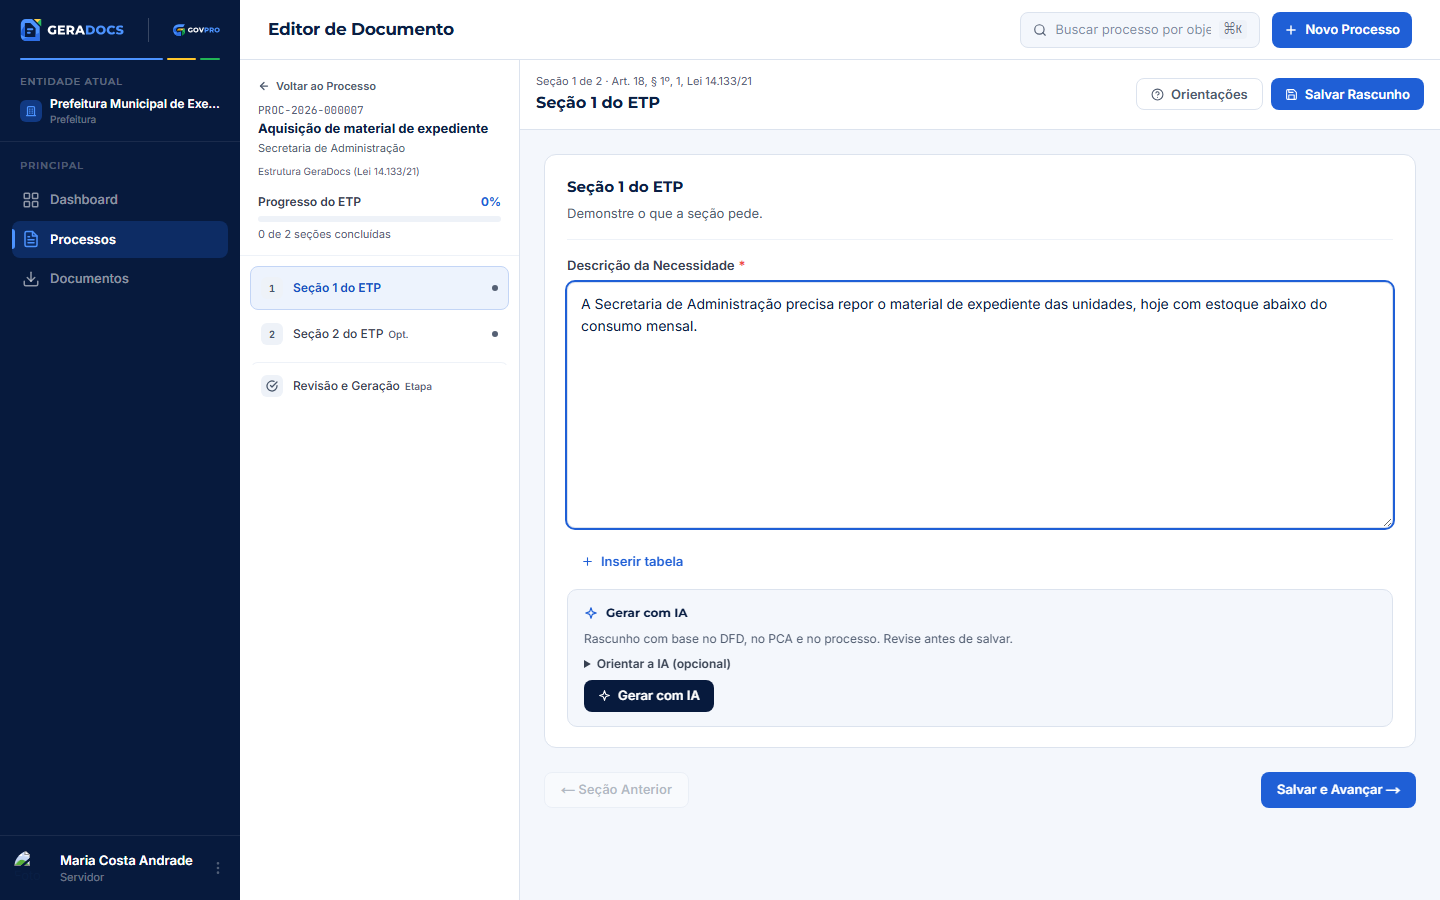 GERADOCS
GOVPRO
ENTIDADE ATUAL
Prefeitura Municipal de Exe...
Prefeitura
PRINCIPAL
Dashboard
Processos
Documentos
Maria Costa Andrade
Servidor
Editor de Documento
Buscar processo por obje
⌘K
+ Novo Processo
← Voltar ao Processo
PROC-2026-000007
Aquisição de material de expediente
Secretaria de Administração
Estrutura GeraDocs (Lei 14.133/21)
Progresso do ETP 0%
0 de 2 seções concluídas
1 Seção 1 do ETP
2 Seção 2 do ETP Opt.
Revisão e Geração Etapa
Seção 1 de 2 · Art. 18, § 1º, 1, Lei 14.133/21
Seção 1 do ETP
Orientações
Salvar Rascunho
Seção 1 do ETP
Demonstre o que a seção pede.
Descrição da Necessidade *
A Secretaria de Administração precisa repor o material de expediente das unidades, hoje com estoque abaixo do
consumo mensal.
+ Inserir tabela
Gerar com IA
Rascunho com base no DFD, no PCA e no processo. Revise antes de salvar.
▶ Orientar a IA (opcional)
Gerar com IA
← Seção Anterior
Salvar e Avançar →